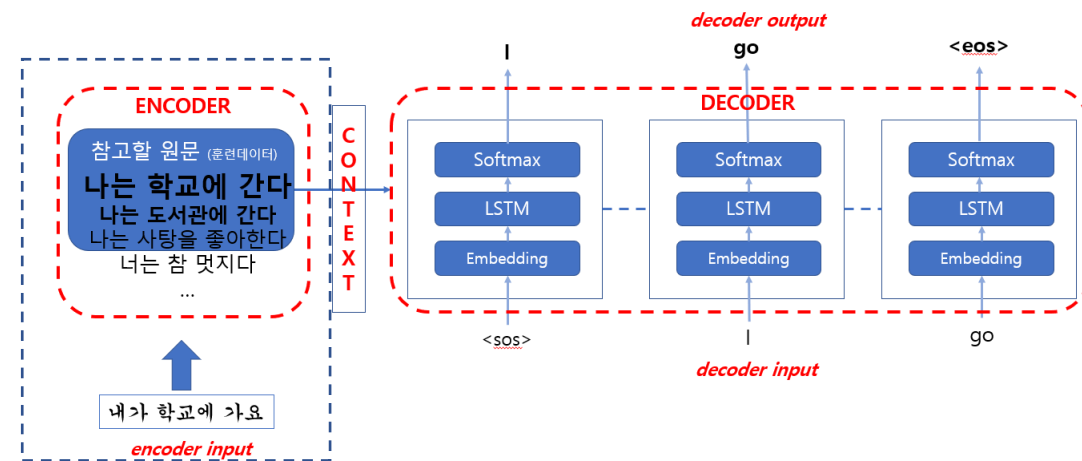 decoder output
I
go
<eos>
ENCODER
참고할 원문 (훈련데이터)
나는 학교에 간다
나는 도서관에 간다
나는 사탕을 좋아한다
너는 참 멋지다
...
내가 학교에 가요
encoder input
CONTEXT
DECODER
Softmax
LSTM
Embedding
Softmax
LSTM
Embedding
Softmax
LSTM
Embedding
<sos>
I
go
decoder input